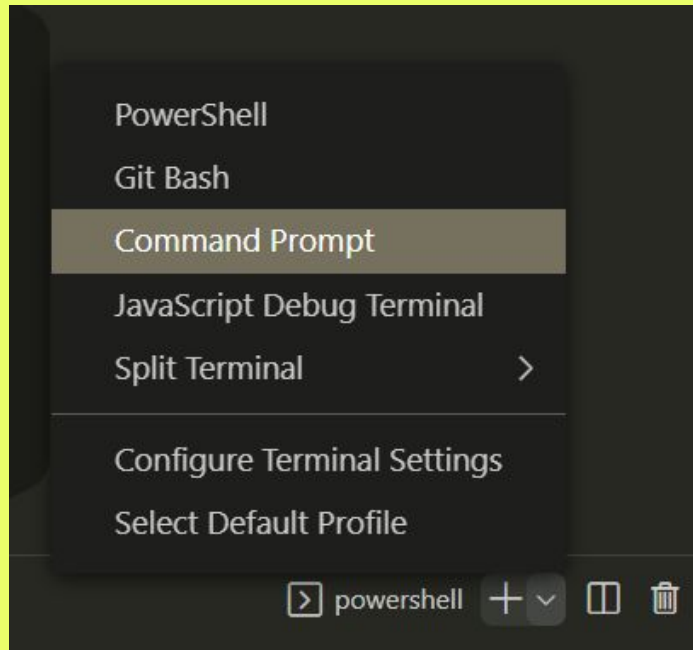 PowerShell
Git Bash
Command Prompt
JavaScript Debug Terminal
Split Terminal
Configure Terminal Settings
Select Default Profile
powershell